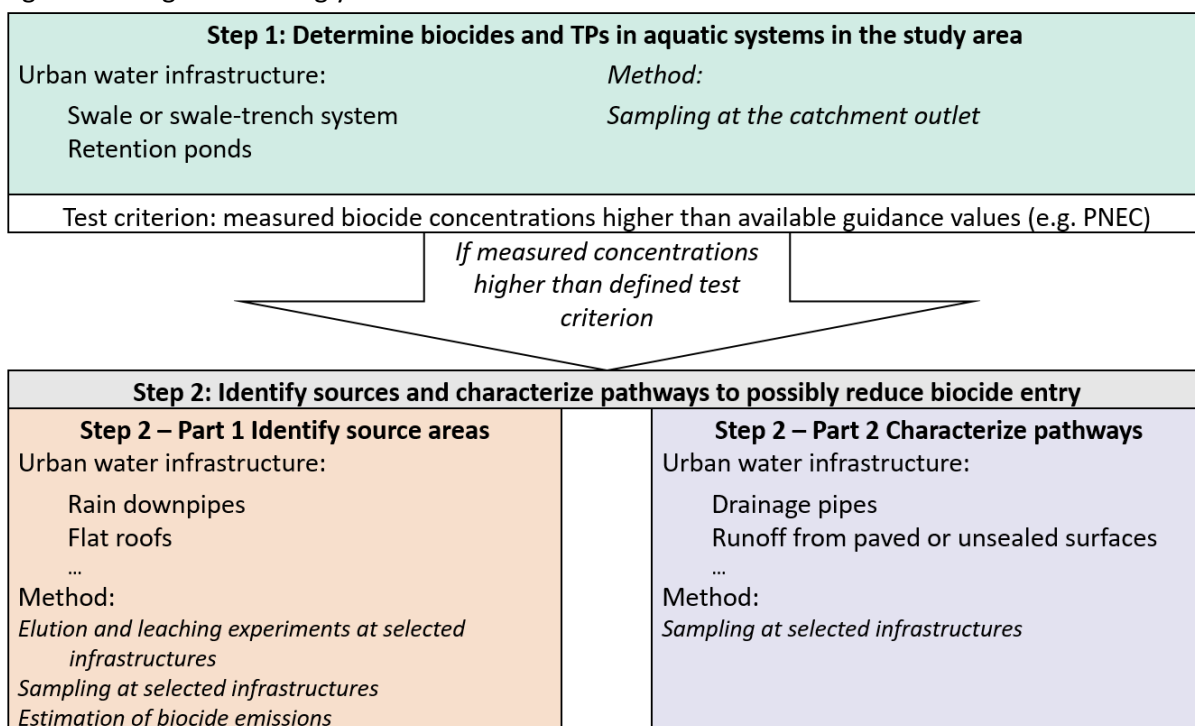 Step 1: Determine biocides and TPs in aquatic systems in the study area
Urban water infrastructure:
Swale or swale-trench system
Retention ponds
Method:
Sampling at the catchment outlet
Test criterion: measured biocide concentrations higher than available guidance values (e.g. PNEC)
If measured concentrations
higher than defined test
criterion
Step 2: Identify sources and characterize pathways to possibly reduce biocide entry
Step 2 – Part 1 Identify source areas
Urban water infrastructure:
Rain downpipes
Flat roofs
...
Method:
Elution and leaching experiments at selected
infrastructures
Sampling at selected infrastructures
Estimation of biocide emissions
Step 2 – Part 2 Characterize pathways
Urban water infrastructure:
Drainage pipes
Runoff from paved or unsealed surfaces
...
Method:
Sampling at selected infrastructures